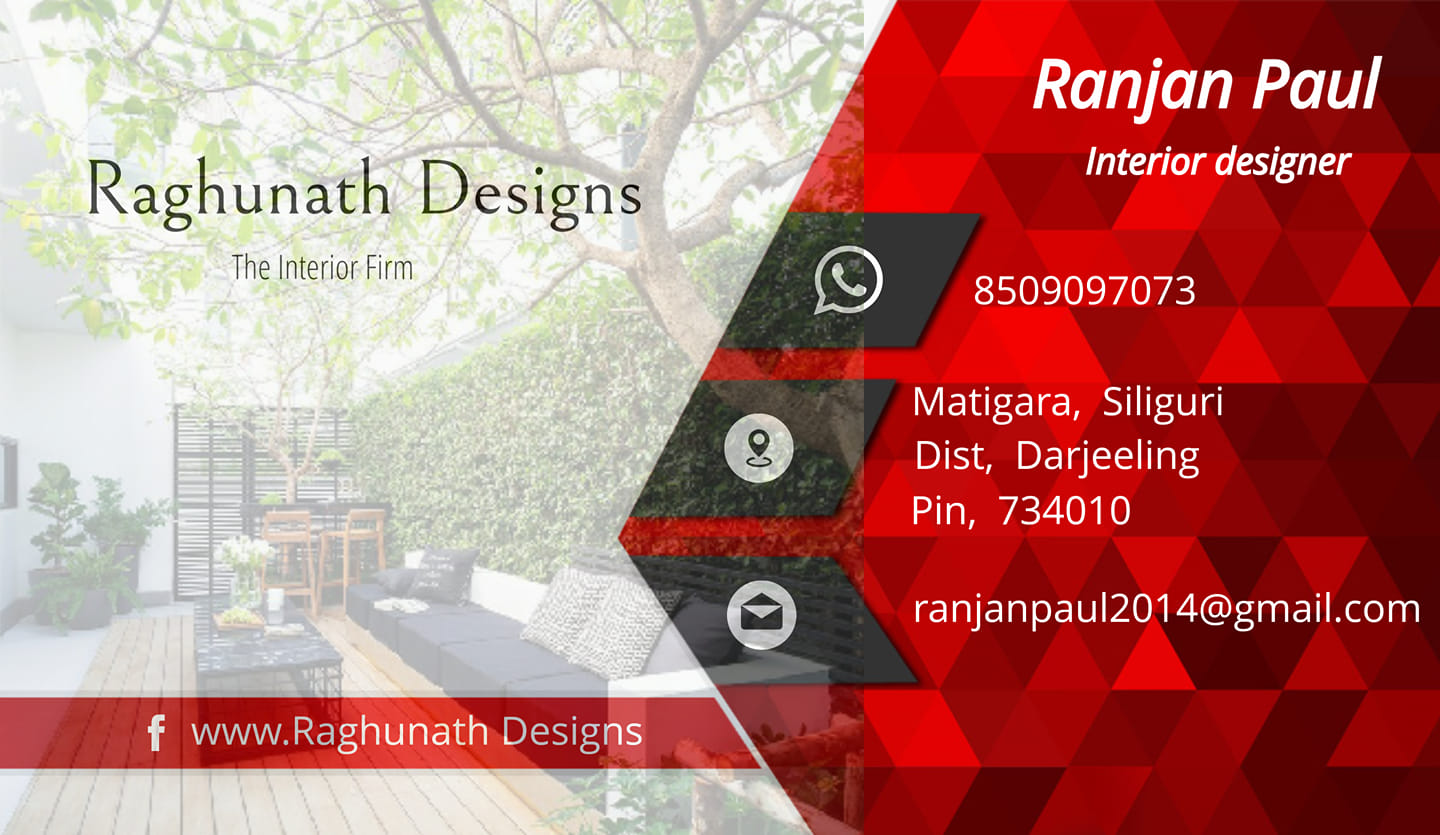 Raghunath Designs
The Interior Firm
Ranjan Paul
Interior designer
8509097073
Matigara, Siliguri
Dist, Darjeeling
Pin, 734010
ranjanpaul2014@gmail.com
f www.Raghunath Designs